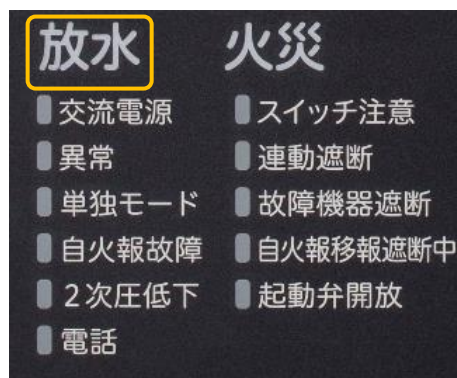 放水 火災
交流電源 スイッチ注意
異常 連動遮断
単独モード 故障機器遮断
自火報故障 自火報移報遮断中
2次圧低下 起動弁開放
電話